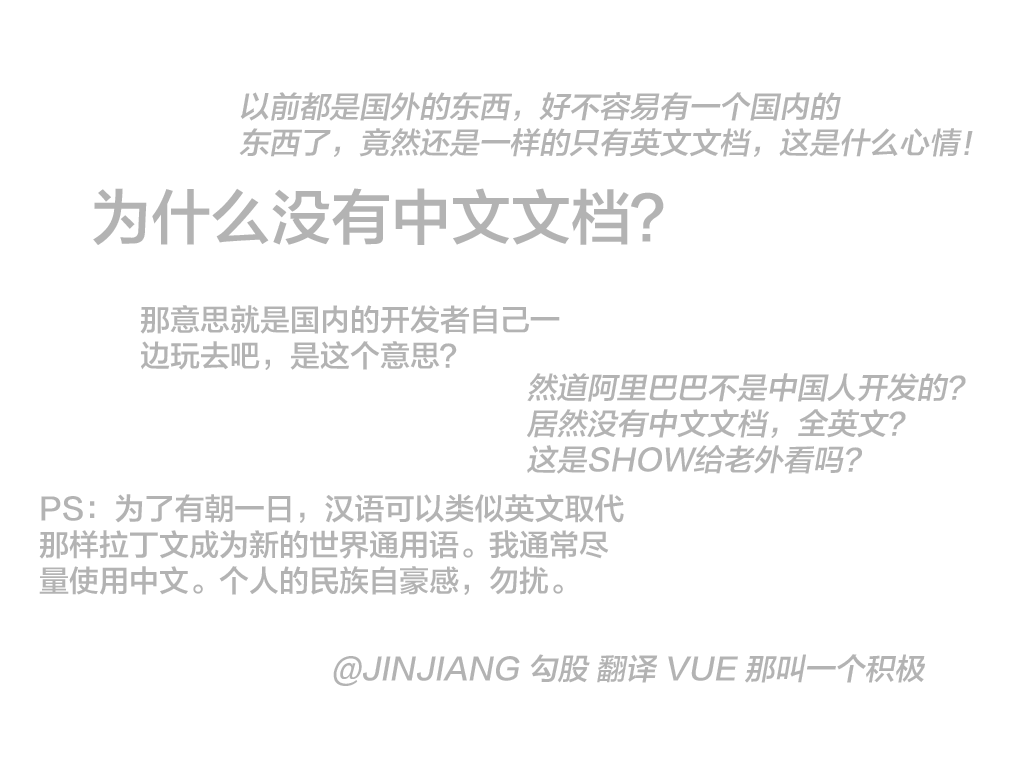 以前都是国外的东西，好不容易有一个国内的
东西了，竟然还是一样的只有英文文档，这是什么心情！
为什么没有中文文档？
那意思就是国内的开发者自己一
边玩去吧，是这个意思？
然道阿里巴巴不是中国人开发的？
居然没有中文文档，全英文？
这是SHOW给老外看吗？
PS：为了有朝一日，汉语可以类似英文取代
那样拉丁文成为新的世界通用语。我通常尽
量使用中文。个人的民族自豪感，勿扰。
@JINJIANG 勾股 翻译 VUE 那叫一个积极